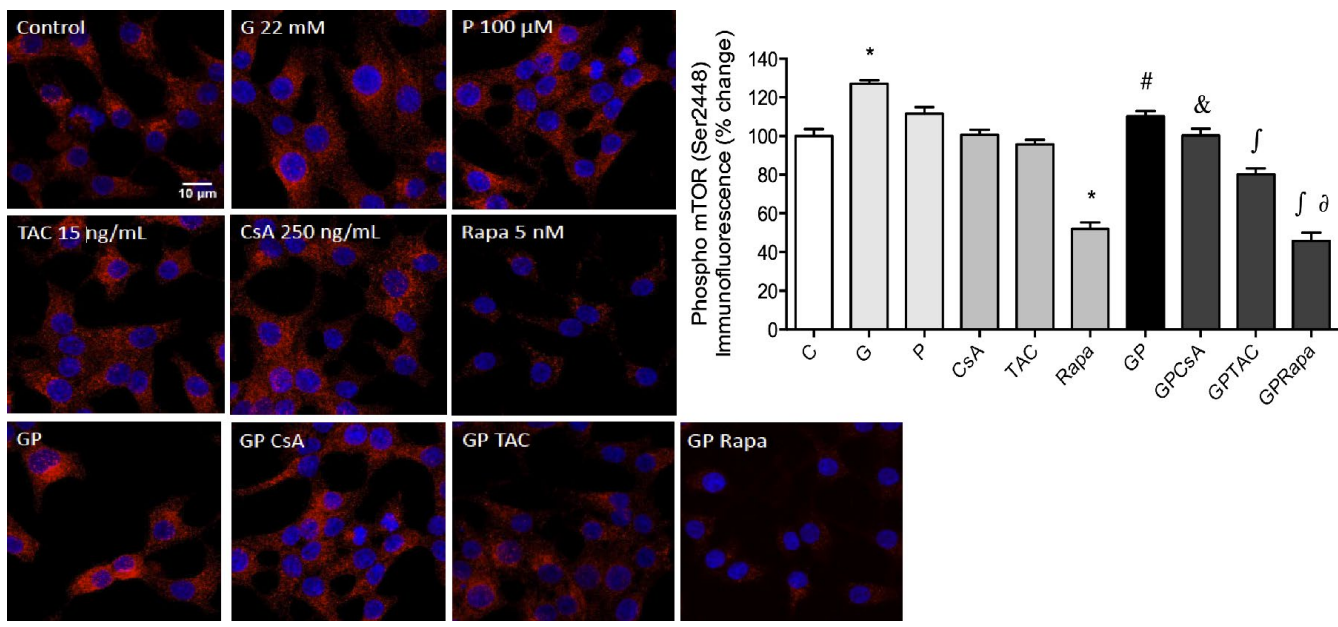 Control
G 22 mM
P 100 µM
10 µm
TAC 15 ng/mL
CsA 250 ng/mL
Rapa 5 nM
GP
GP CsA
GP TAC
GP Rapa
Phospho mTOR (Ser2448)
Immunofluorescence (% change)
140
120
100
80
60
40
20
0
*
*
#
&
∫
∫ ∂
C
G
P
CsA
TAC
Rapa
GP
GPCsA
GPTAC
GPRapa